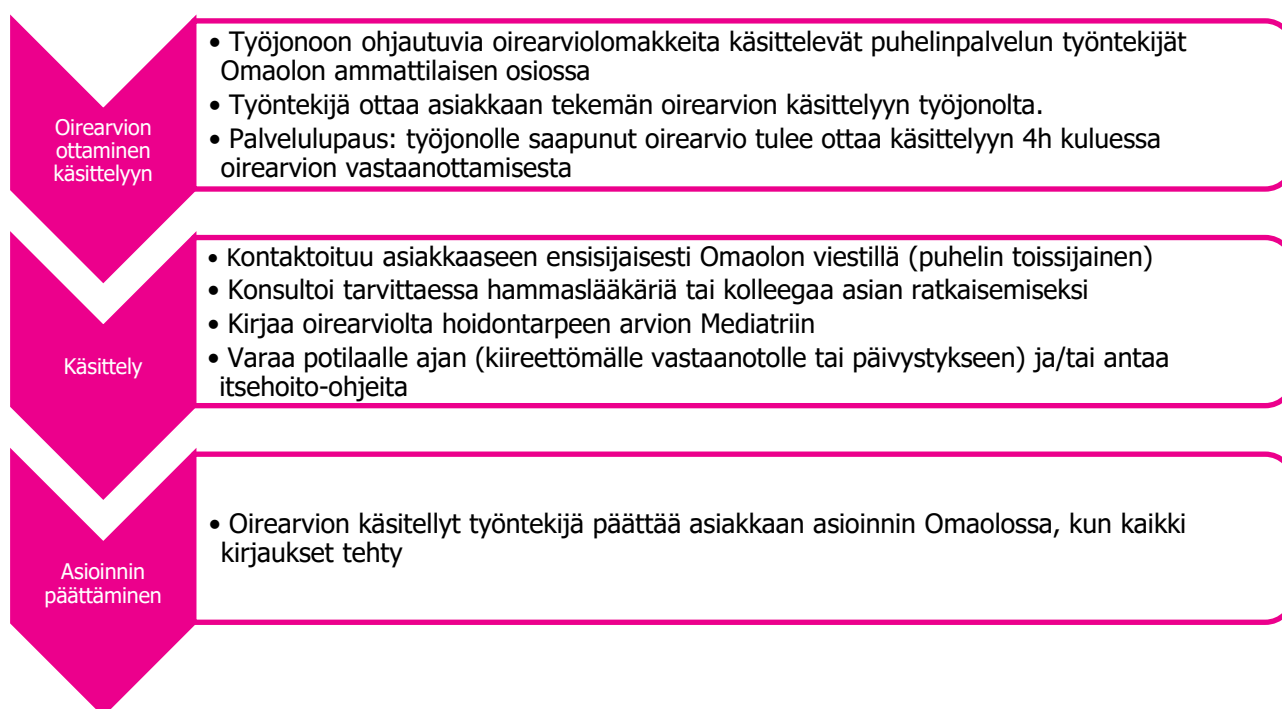 Oirearvion
ottaminen
käsittelyyn
• Työjonoon ohjautuvia oirearviolomakkeita käsittelevät puhelinpalvelun työntekijät
Omaolon ammattilaisen osiossa
• Työntekijä ottaa asiakkaan tekemän oirearvion käsittelyyn työjonolta.
• Palvelulupaus: työjonolle saapunut oirearvio tulee ottaa käsittelyyn 4h kuluessa
oirearvion vastaanottamisesta
Käsittely
• Kontaktoituu asiakkaaseen ensisijaisesti Omaolon viestillä (puhelin toissijainen)
• Konsultoi tarvittaessa hammaslääkäriä tai kolleegaa asian ratkaisemiseksi
• Kirjaa oirearviolta hoidontarpeen arvion Mediatriin
• Varaa potilaalle ajan (kiireettömälle vastaanotolle tai päivystykseen) ja/tai antaa
itsehoito-ohjeita
Asioinnin
päättäminen
• Oirearvion käsitellyt työntekijä päättää asiakkaan asioinnin Omaolossa, kun kaikki
kirjaukset tehty